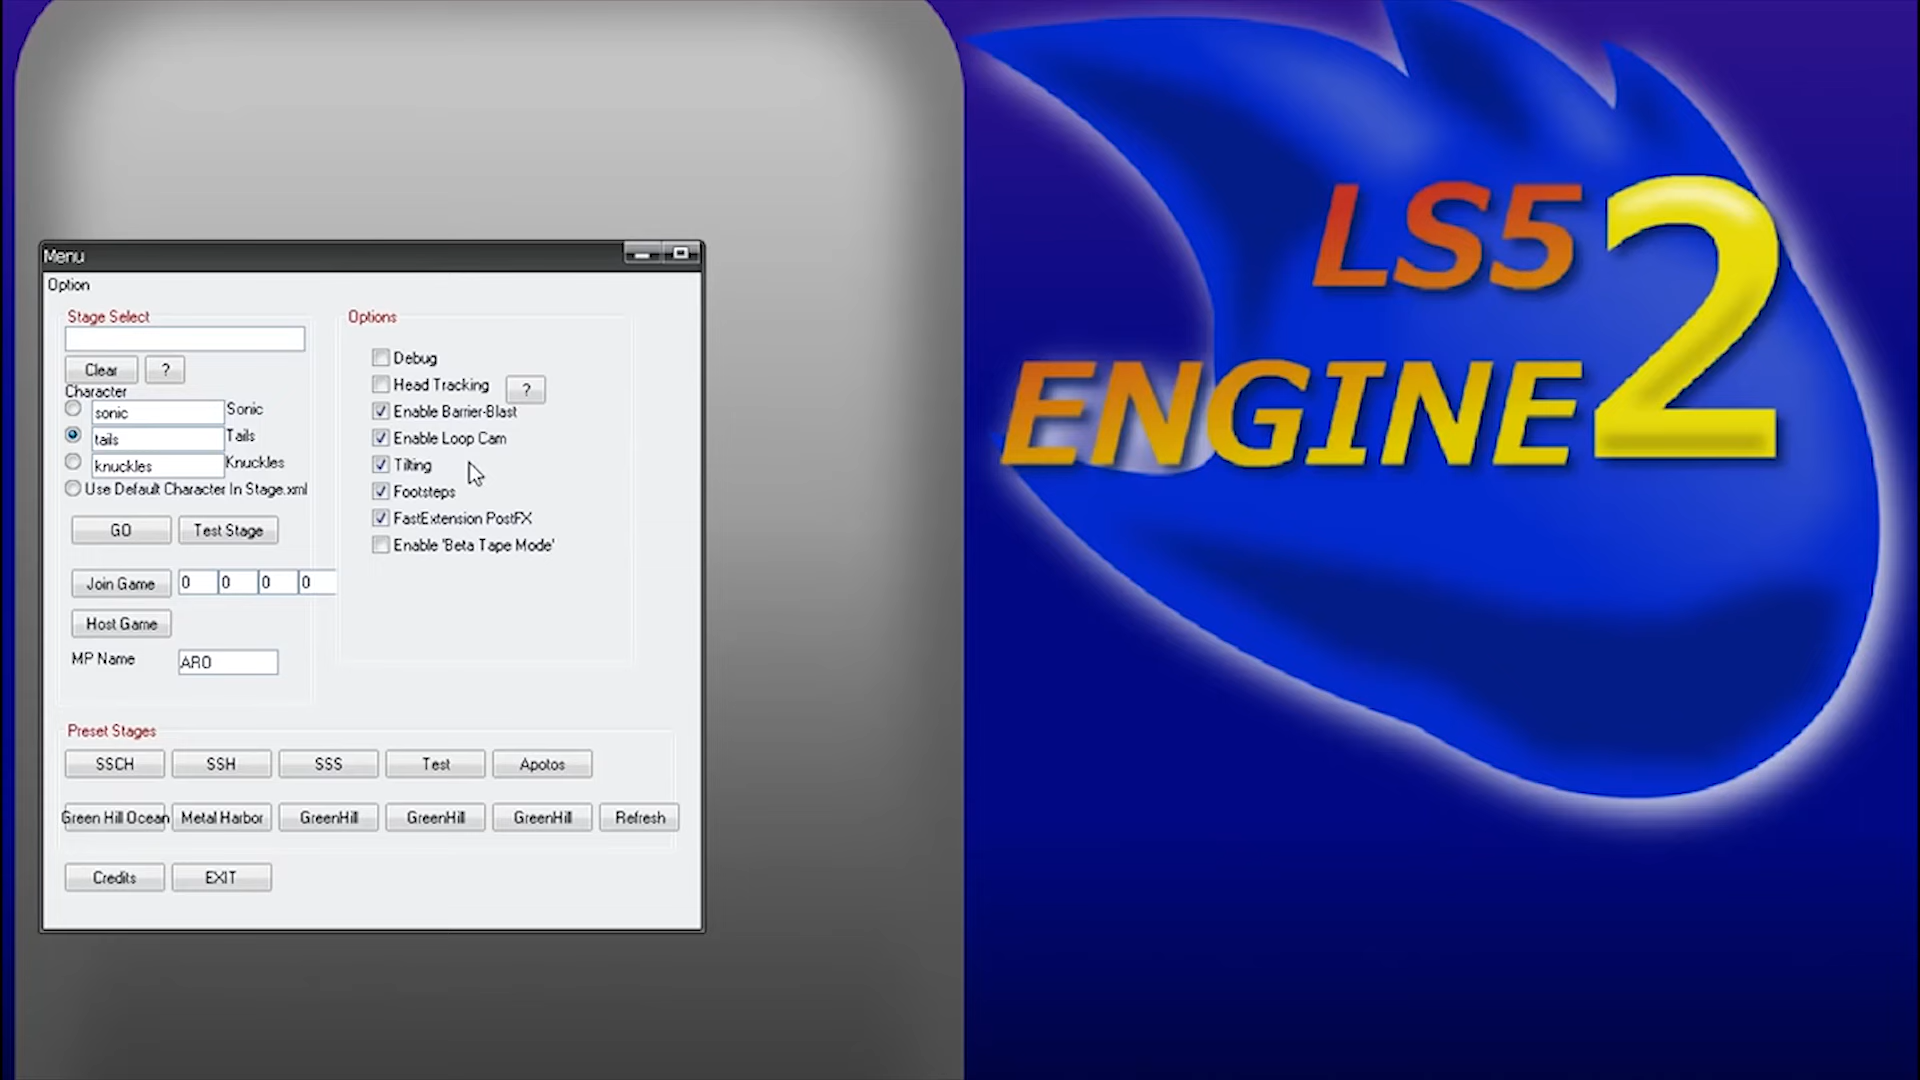 LS5
2
ENGINE
Menu
Option
Stage Select
Clear
?
Character
sonic Sonic
tails Tails
knuckles Knuckles
Use Default Character In Stage.xml
GO Test Stage
Join Game 0 0 0 0
Host Game
MP Name ARO
Options
Debug
Head Tracking ?
Enable Barrier-Blast
Enable Loop Cam
Tilting
Footsteps
FastExtension PostFX
Enable 'Beta Tape Mode'
Preset Stages
SSCH SSH SSS Test Apotos
Green Hill Ocean Metal Harbor GreenHill GreenHill GreenHill Refresh
Credits EXIT